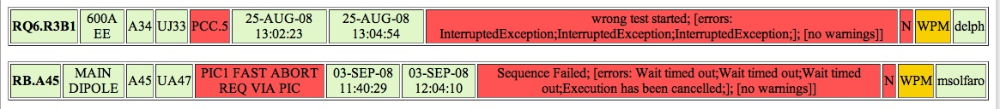 RQ6.R3B1 600A EE A34 UJ33 PCC.5 25-AUG-08 13:02:23 25-AUG-08 13:04:54 wrong test started; [errors: InterruptedException;InterruptedException;InterruptedException;]; [no warnings]] N WPM delph
RB.A45 MAIN DIPOLE A45 UA47 PIC1 FAST ABORT REQ VIA PIC 03-SEP-08 11:40:29 03-SEP-08 12:04:10 Sequence Failed; [errors: Wait timed out;Wait timed out;Wait timed out;Execution has been cancelled;]; [no warnings]] N WPM msolfaro